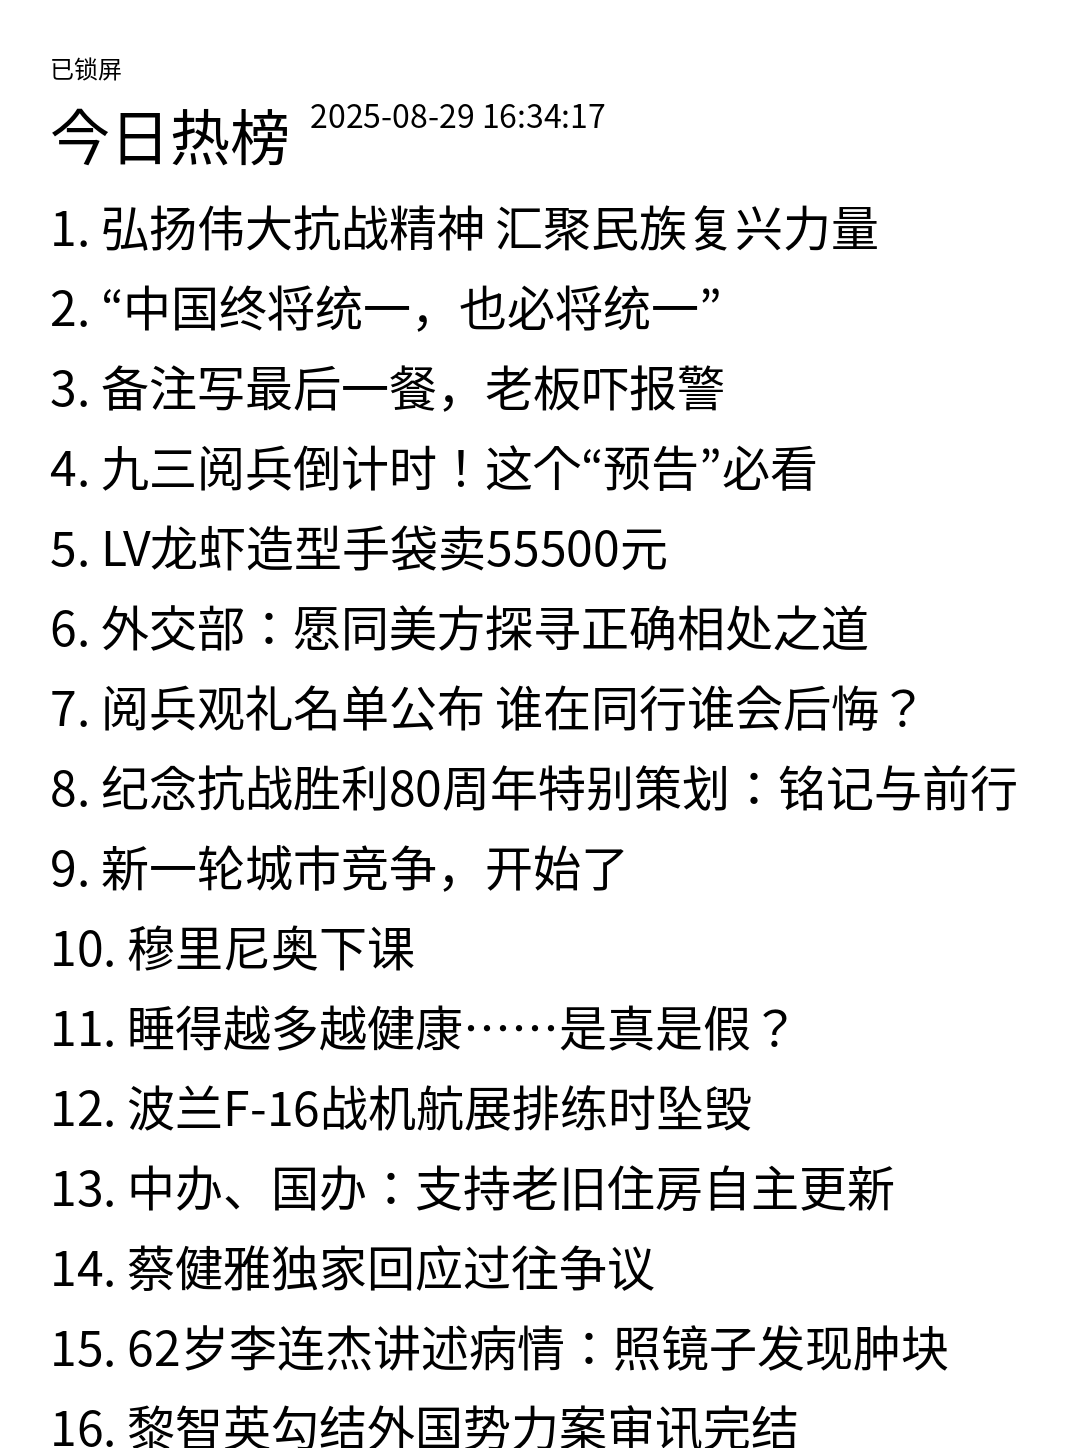 已锁屏
今日热榜 2025-08-29 16:34:17
1. 弘扬伟大抗战精神 汇聚民族复兴力量
2. “中国终将统一，也必将统一”
3. 备注写最后一餐，老板吓报警
4. 九三阅兵倒计时！这个“预告”必看
5. LV龙虾造型手袋卖55500元
6. 外交部：愿同美方探寻正确相处之道
7. 阅兵观礼名单公布 谁在同行谁会后悔？
8. 纪念抗战胜利80周年特别策划：铭记与前行
9. 新一轮城市竞争，开始了
10. 穆里尼奥下课
11. 睡得越多越健康……是真是假？
12. 波兰F-16战机航展排练时坠毁
13. 中办、国办：支持老旧住房自主更新
14. 蔡健雅独家回应过往争议
15. 62岁李连杰讲述病情：照镜子发现肿块
16. 黎智英勾结外国势力案审讯完结